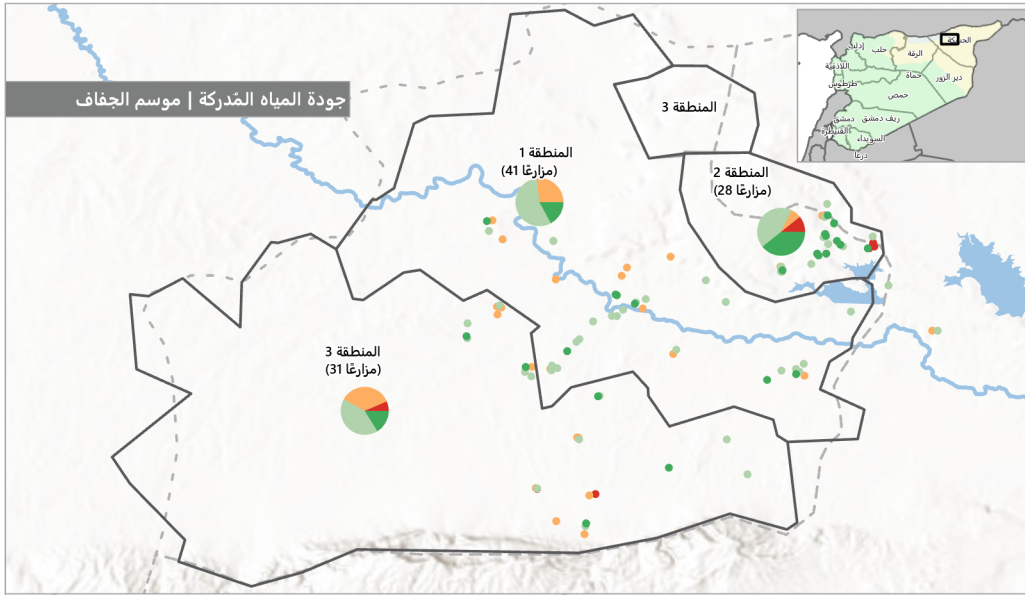 جودة المياه المّدركة | موسم الجفاف
المنطقة 3
المنطقة 1
(41 مزارعًا)
المنطقة 2
(28 مزارعًا)
المنطقة 3
(31 مزارعًا)
الحسكة
حلب
إدلب
الرقة
اللاذقية
حماة
دير الزور
طرطوس
حمص
ريف دمشق
دمشق
القنيطرة
السويداء
درعا